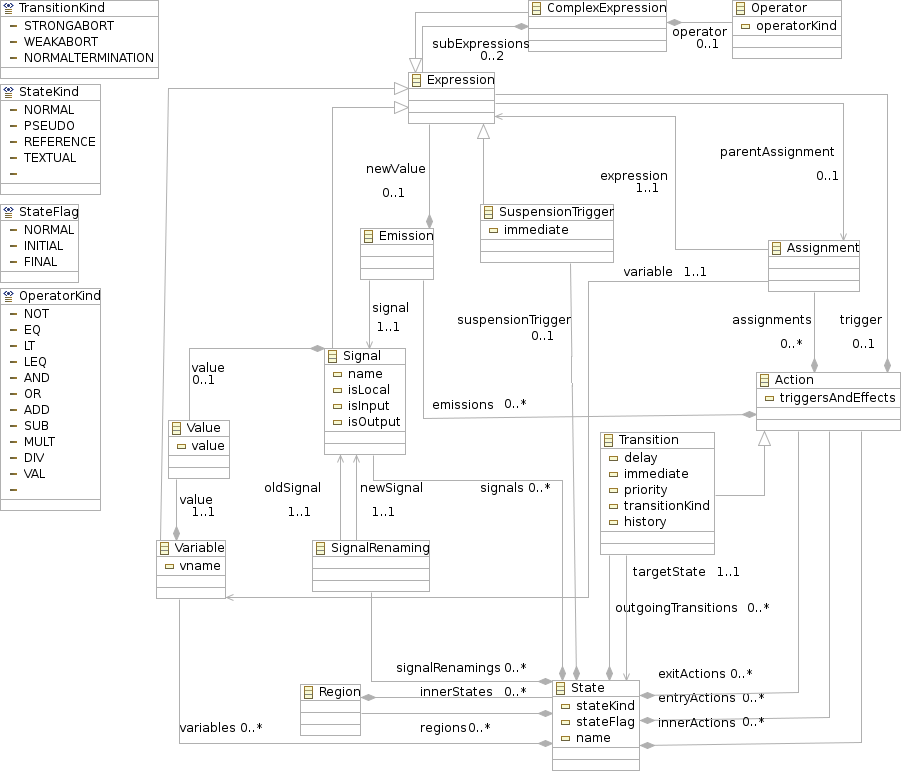 TransitionKind
STRONGABORT
WEAKABORT
NORMALTERMINATION
StateKind
NORMAL
PSEUDO
REFERENCE
TEXTUAL
StateFlag
NORMAL
INITIAL
FINAL
OperatorKind
NOT
EQ
LT
LEQ
AND
OR
ADD
SUB
MULT
DIV
VAL
ComplexExpression
Operator
operatorKind
operator
0..1
subExpressions
0..2
Expression
newValue
0..1
parentAssignment
0..1
expression
1..1
SuspensionTrigger
immediate
Emission
Assignment
variable 1..1
signal
1..1
suspensionTrigger
0..1
assignments
0..*
trigger
0..1
Signal
name
isLocal
isInput
isOutput
value
0..1
Action
triggersAndEffects
emissions 0..*
Value
value
Transition
delay
immediate
priority
transitionKind
history
value
1..1
oldSignal
1..1
newSignal
1..1
signals 0..*
Variable
vname
SignalRenaming
targetState 1..1
outgoingTransitions 0..*
signalRenamings 0..*
exitActions 0..*
Region
innerStates 0..*
State
stateKind
stateFlag
name
entryActions 0..*
innerActions 0..*
variables 0..*
regions 0..*